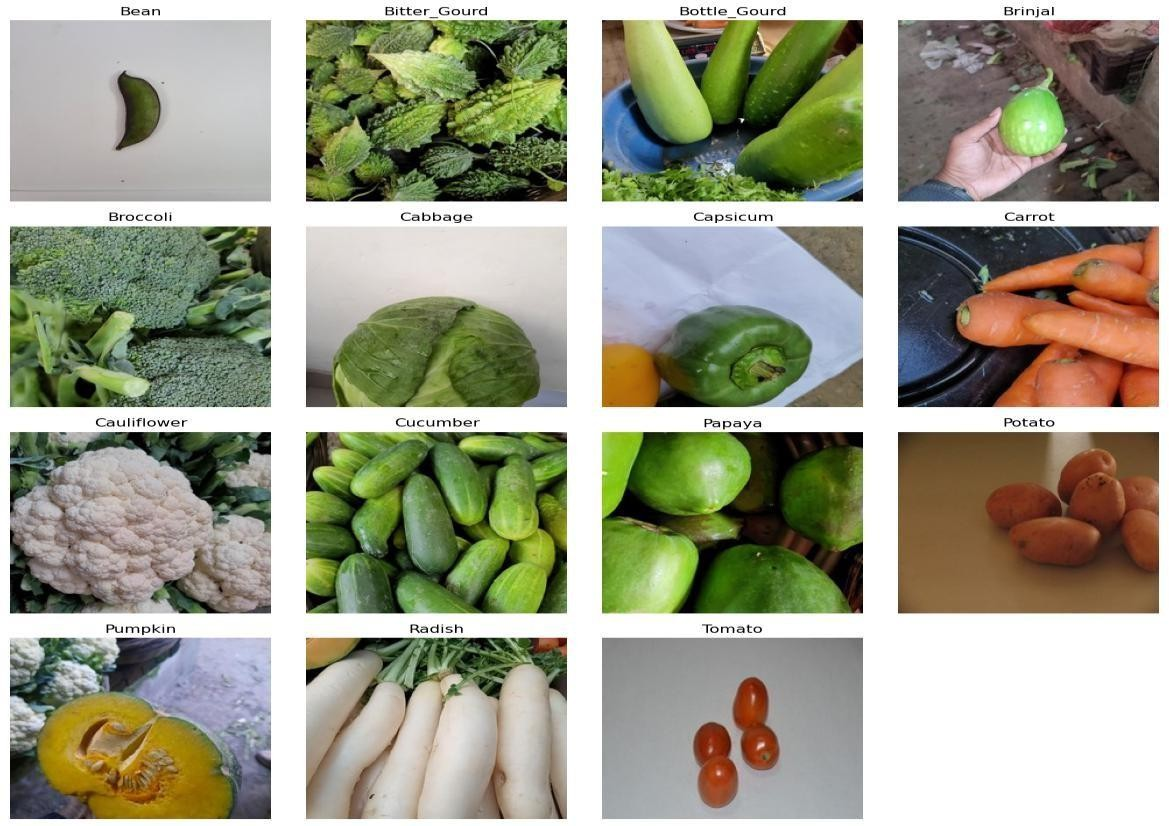 Bean
Bitter_Gourd
Bottle_Gourd
Brinjal
Broccoli
Cabbage
Capsicum
Carrot
Cauliflower
Cucumber
Papaya
Potato
Pumpkin
Radish
Tomato